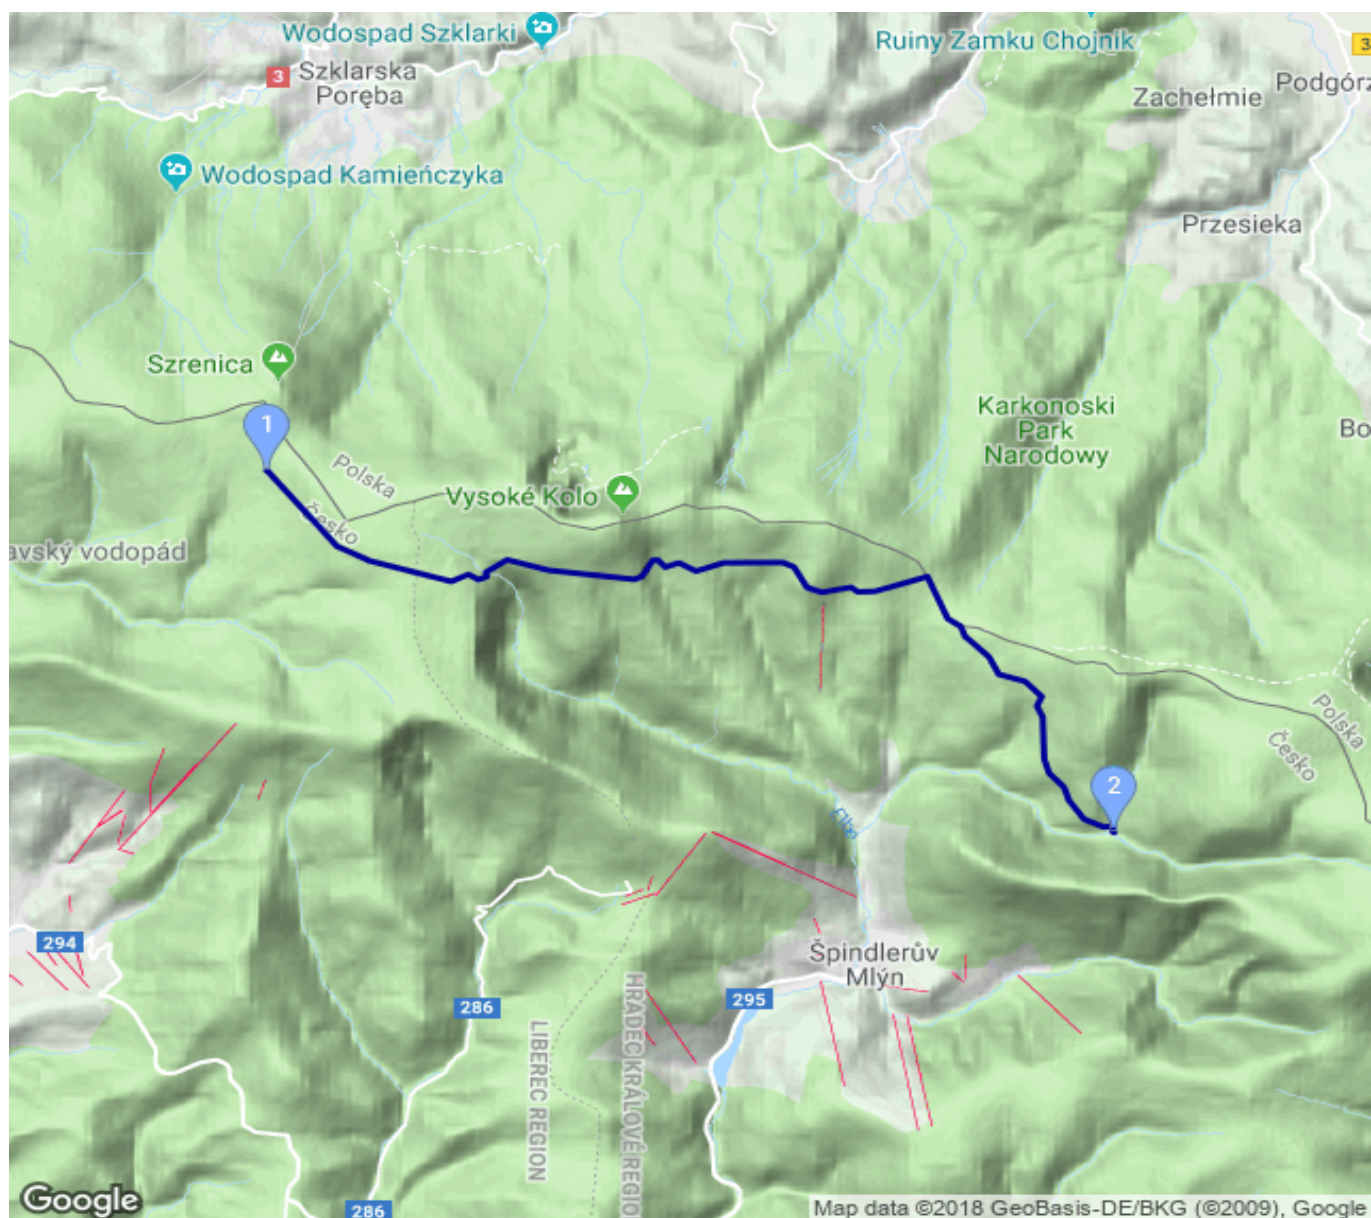 Wodospad Szklarki
Ruiny Zamku Chojnik
3
3
Szklarska
Poręba
Podgórz
Zachełmie
Wodospad Kamieńczyka
Przesieka
Szrenica
1
Karkonoski
Park
Narodowy
Bo
Polska
Vysoké Kolo
Česko
avský vodopád
Polska
Česko
2
Elbe
294
Špindlerův
Mlýn
286
295
HRADEC KRÁLOVÉ REGIO
LIBEREC REGION
Google
286
Map data ©2018 GeoBasis-DE/BKG (©2009), Google